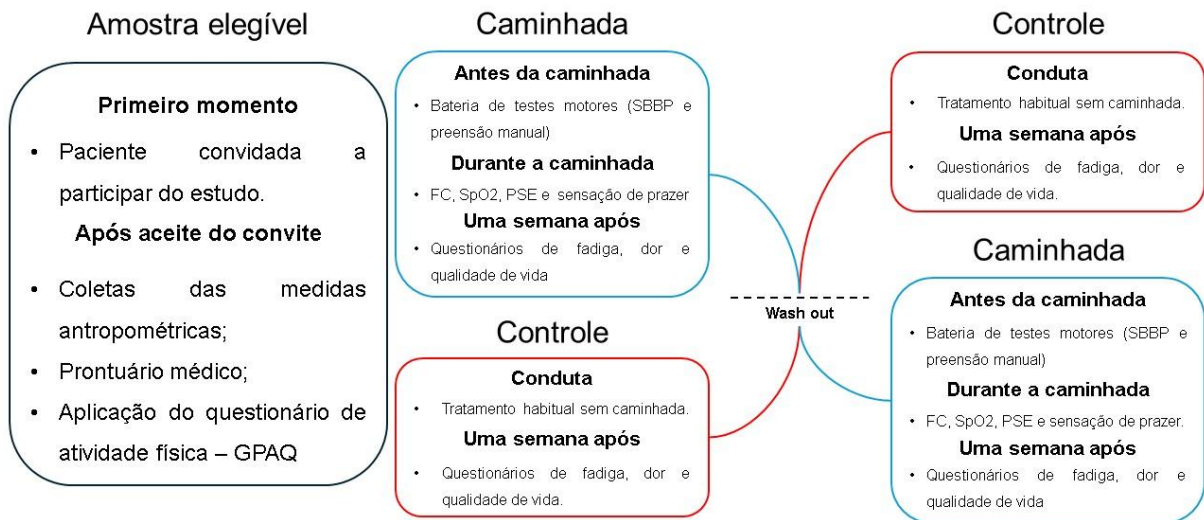 Amostra elegível
Primeiro momento
• Paciente convidada a
participar do estudo.
Após aceite do convite
• Coletas das medidas
antropométricas;
• Prontuário médico;
• Aplicação do questionário de
atividade física – GPAQ
Caminhada
Antes da caminhada
• Bateria de testes motores (SBBP e
preensão manual)
Durante a caminhada
• FC, SpO2, PSE e sensação de prazer
Uma semana após
• Questionários de fadiga, dor e
qualidade de vida
Controle
Conduta
• Tratamento habitual sem caminhada.
Uma semana após
• Questionários de fadiga, dor e
qualidade de vida.
Wash out
Controle
Conduta
• Tratamento habitual sem caminhada.
Uma semana após
• Questionários de fadiga, dor e
qualidade de vida.
Caminhada
Antes da caminhada
• Bateria de testes motores (SBBP e
preensão manual)
Durante a caminhada
• FC, SpO2, PSE e sensação de prazer.
Uma semana após
• Questionários de fadiga, dor e
qualidade de vida